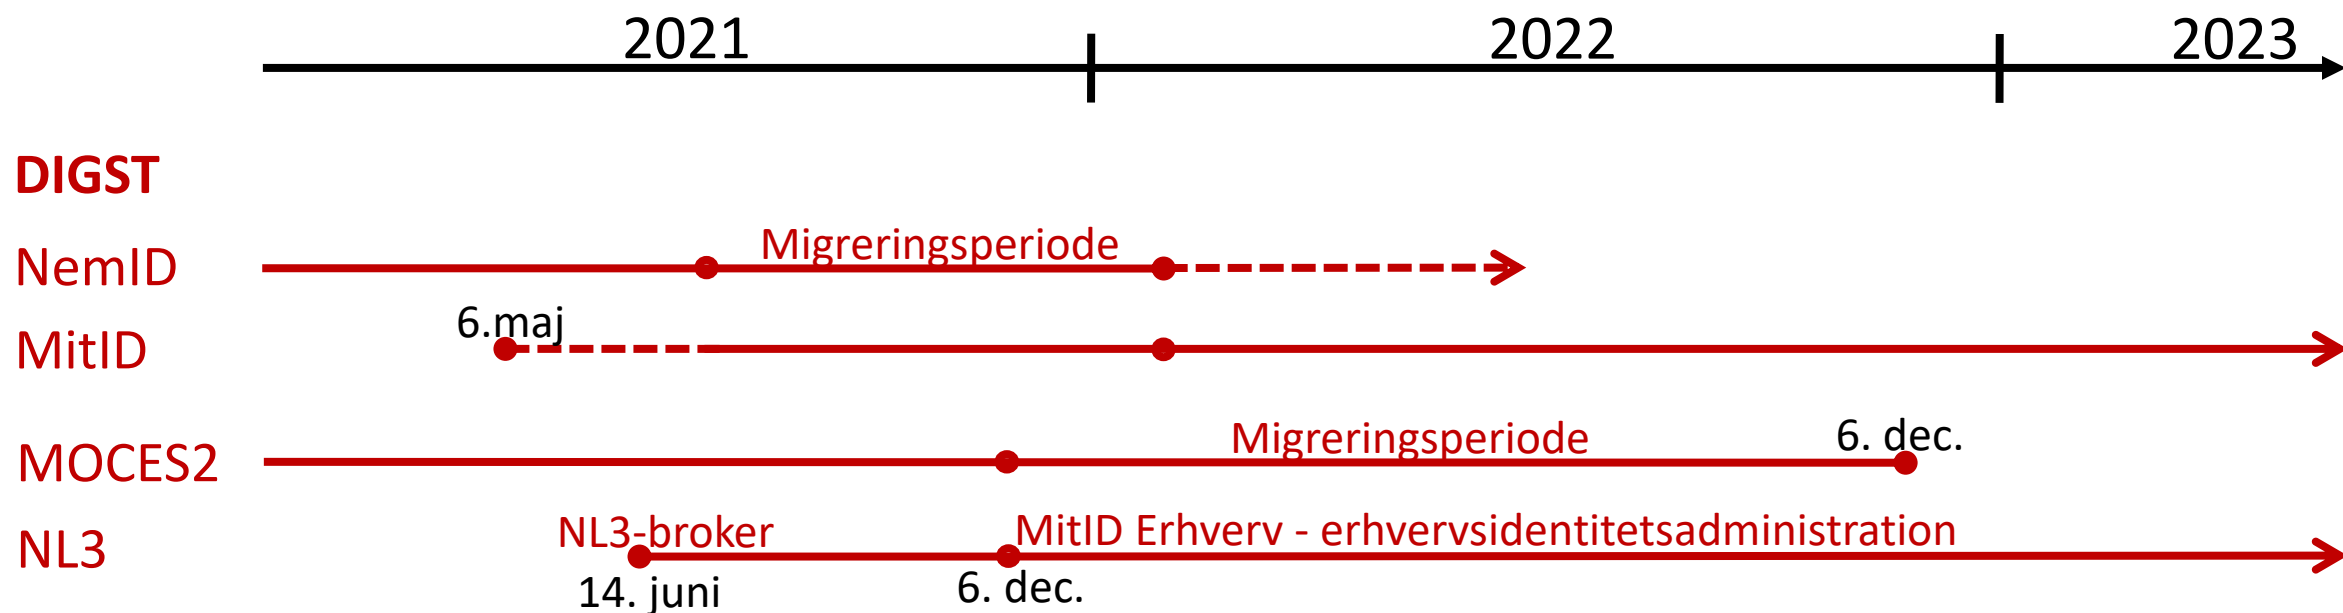 2021 2022 2023
DIGST
Migreringsperiode
NemID
6.maj
MitID
Migreringsperiode 6. dec.
MOCES2
NL3-broker MitID Erhverv - erhvervsidentitetsadministration
NL3
14. juni 6. dec.